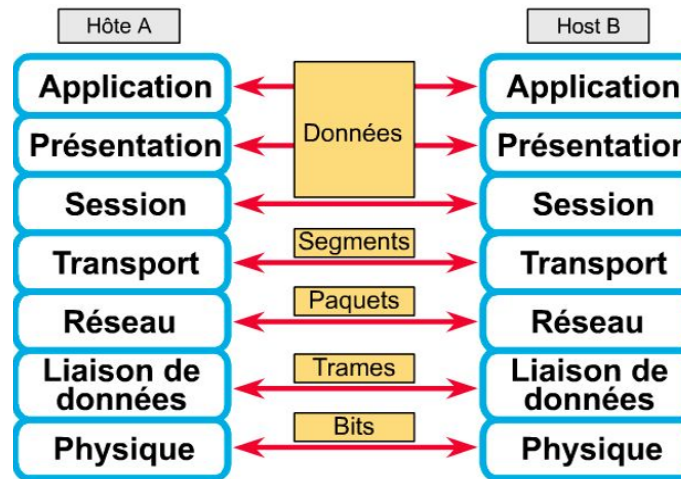 Hôte A
Host B
Application
Application
Données
Présentation
Présentation
Session
Session
Segments
Transport
Transport
Paquets
Réseau
Réseau
Trames
Liaison de
données
Liaison de
données
Bits
Physique
Physique